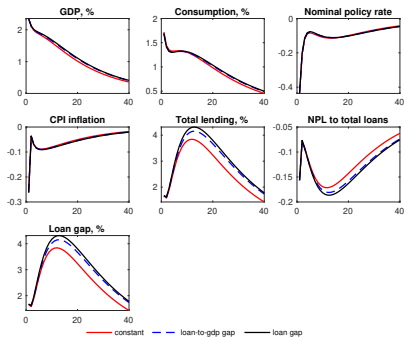 GDP, %
Consumption, %
Nominal policy rate
2
1.5
1
0.5
0 20 40
1.5
1
0.5
0 20 40
0
-0.2
-0.4
0 20 40
CPI inflation
Total lending, %
NPL to total loans
0
-0.1
-0.2
-0.3
0 20 40
4
3
2
0 20 40
-0.05
-0.1
-0.15
-0.2
0 20 40
Loan gap, %
4
3
2
0 20 40
constant loan-to-gdp gap loan gap